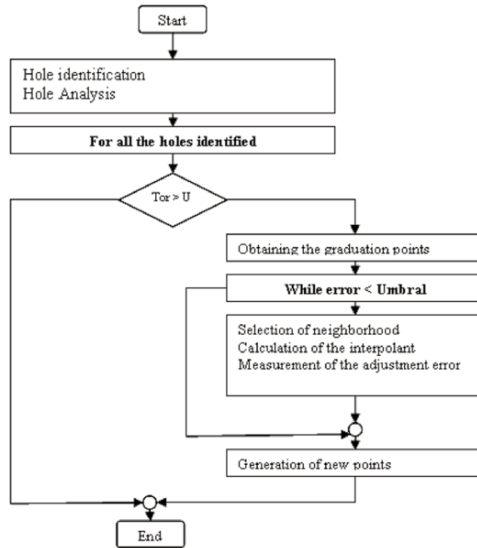 Start
Hole identification
Hole Analysis
For all the holes identified
Tor > U
Obtaining the graduation points
While error < Umbral
Selection of neighborhood
Calculation of the interpolant
Measurement of the adjustment error
Generation of new points
End